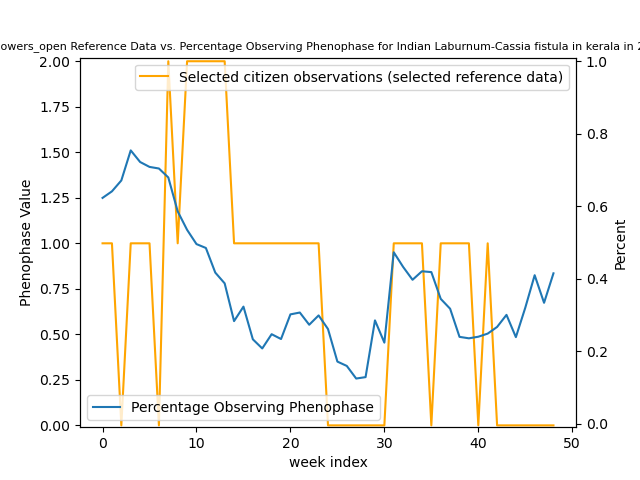 owers_open Reference Data vs. Percentage Observing Phenophase for Indian Laburnum-Cassia fistula in kerala in 2
Selected citizen observations (selected reference data)
Percentage Observing Phenophase
Phenophase Value
2.00
1.75
1.50
1.25
1.00
0.75
0.50
0.25
0.00
Percent
1.0
0.8
0.6
0.4
0.2
0.0
0 10 20 30 40 50
week index